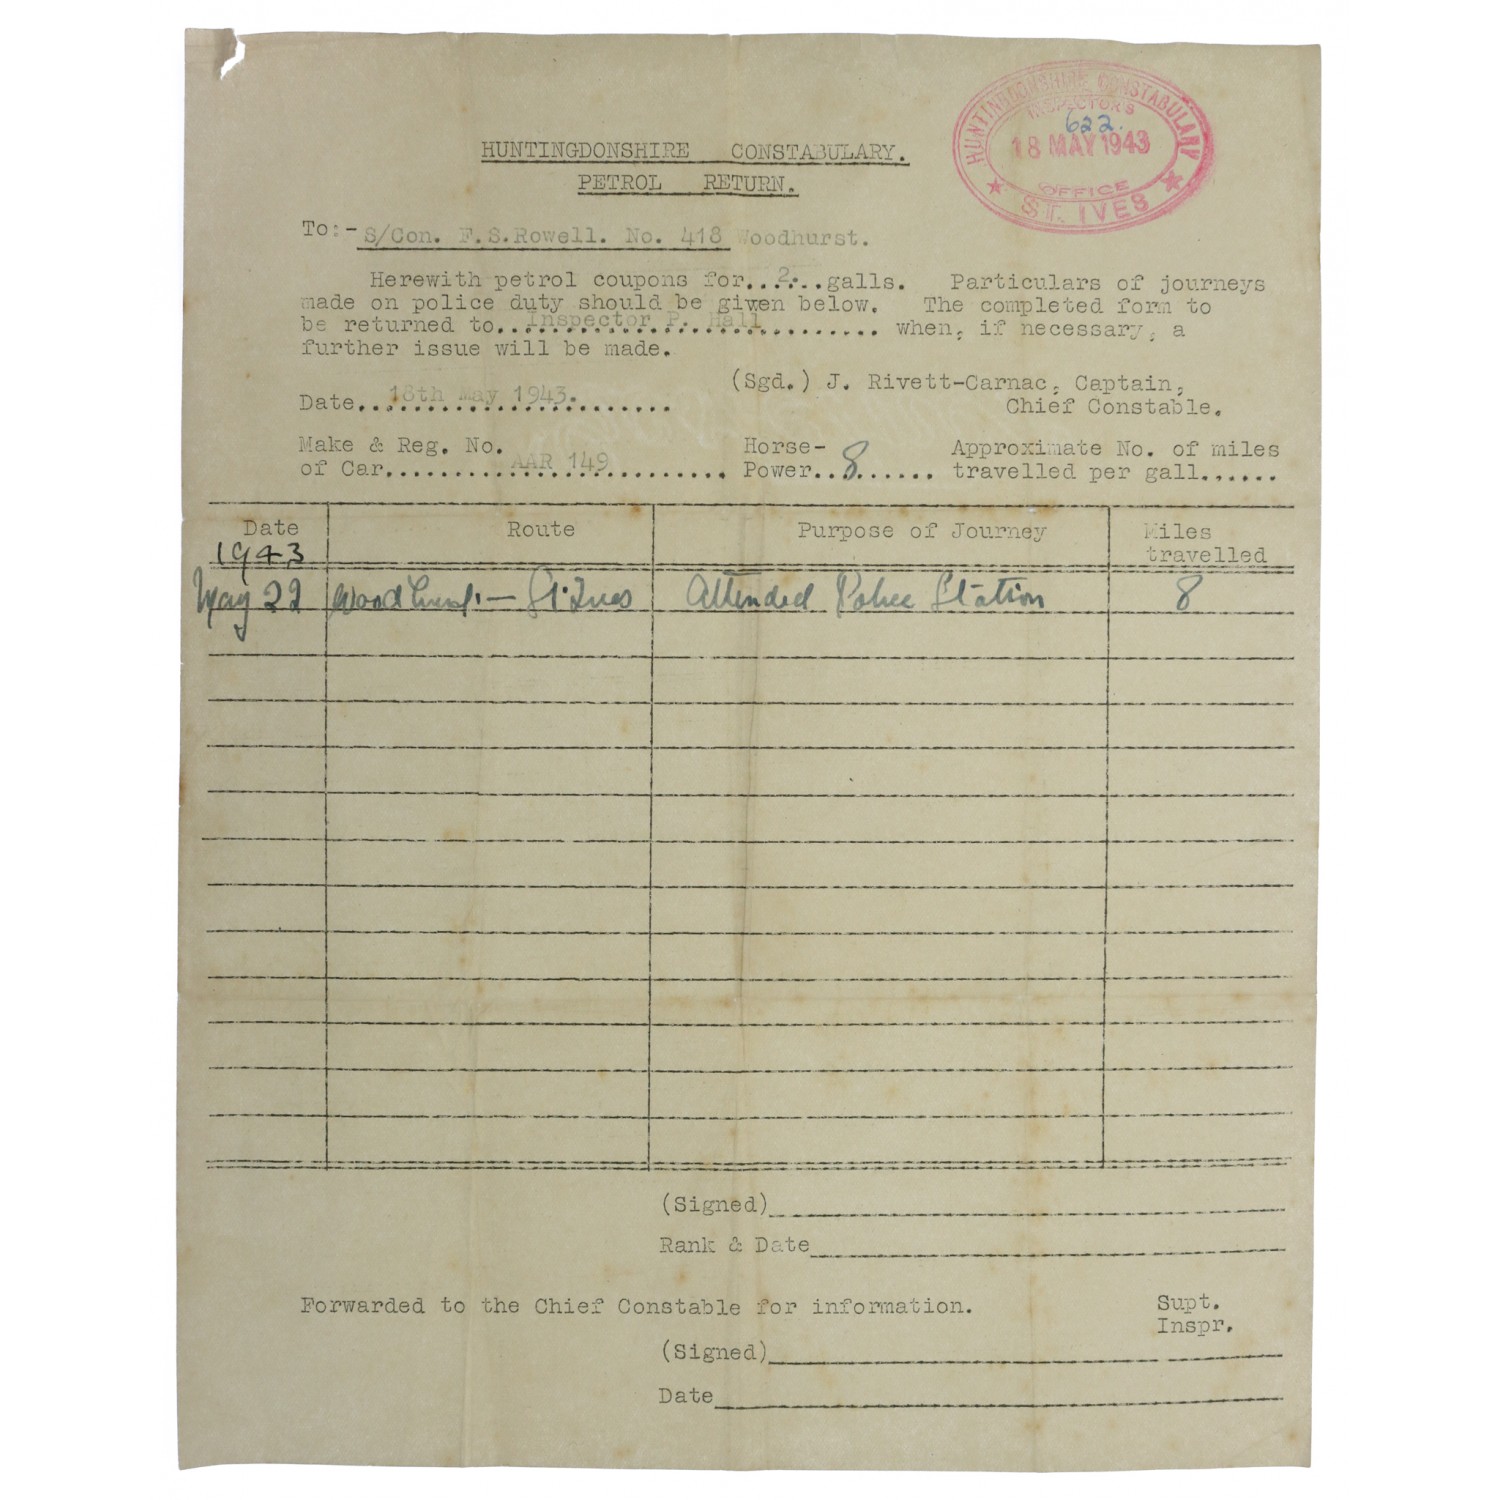 HUNTINGDONSHIRE CONSTABULARY
INSPECTOR'S
622.
18 MAY 1943
OFFICE
ST. IVES
HUNTINGDONSHIRE CONSTABULARY.
PETROL RETURN.
To:- S/Con. F.S.Rowell. No. 418 Woodhurst.
Herewith petrol coupons for..2...galls. Particulars of journeys
made on police duty should be given below. The completed form to
be returned to..Inspector P. Hall.......... when, if necessary, a
further issue will be made.
(Sgd.) J. Rivett-Carnac, Captain,
Chief Constable.
Date..18th May 1943........
Make & Reg. No.
of Car..........AAR 149..........
Horse-
Power..8......
Approximate No. of miles
travelled per gall.......
Date Route Purpose of Journey Miles
1943 travelled
May 22 Woodhurst - St. Ives Attended Police Station 8
(Signed)
Rank & Date
Forwarded to the Chief Constable for information. Supt.
Inspr.
(Signed)
Date